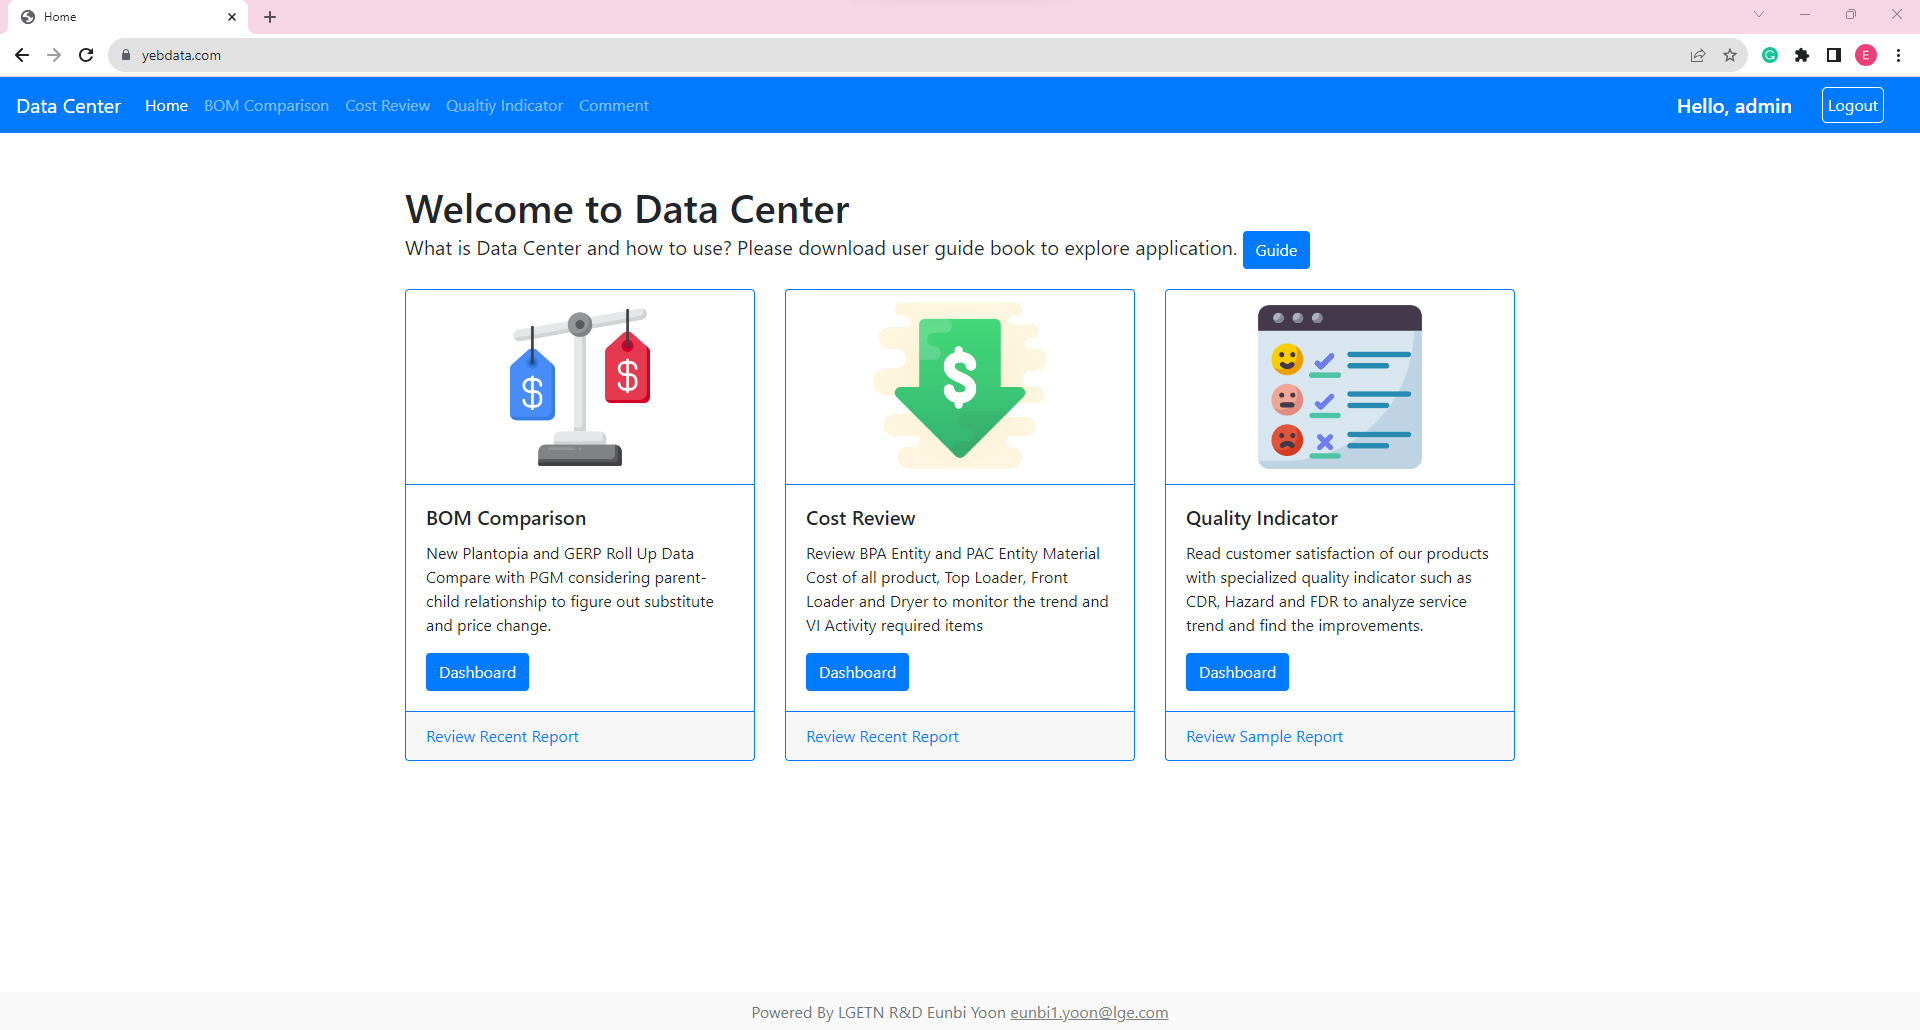 Home
yebdata.com
E
Data Center Home BOM Comparison Cost Review Qualtiy Indicator Comment Hello, admin Logout
Welcome to Data Center
What is Data Center and how to use? Please download user guide book to explore application. Guide
$ $
$
BOM Comparison
New Plantopia and GERP Roll Up Data
Compare with PGM considering parent-
child relationship to figure out substitute
and price change.
Dashboard
Review Recent Report
Cost Review
Review BPA Entity and PAC Entity Material
Cost of all product, Top Loader, Front
Loader and Dryer to monitor the trend and
VI Activity required items
Dashboard
Review Recent Report
Quality Indicator
Read customer satisfaction of our products
with specialized quality indicator such as
CDR, Hazard and FDR to analyze service
trend and find the improvements.
Dashboard
Review Sample Report
Powered By LGETN R&D Eunbi Yoon eunbi1.yoon@lge.com